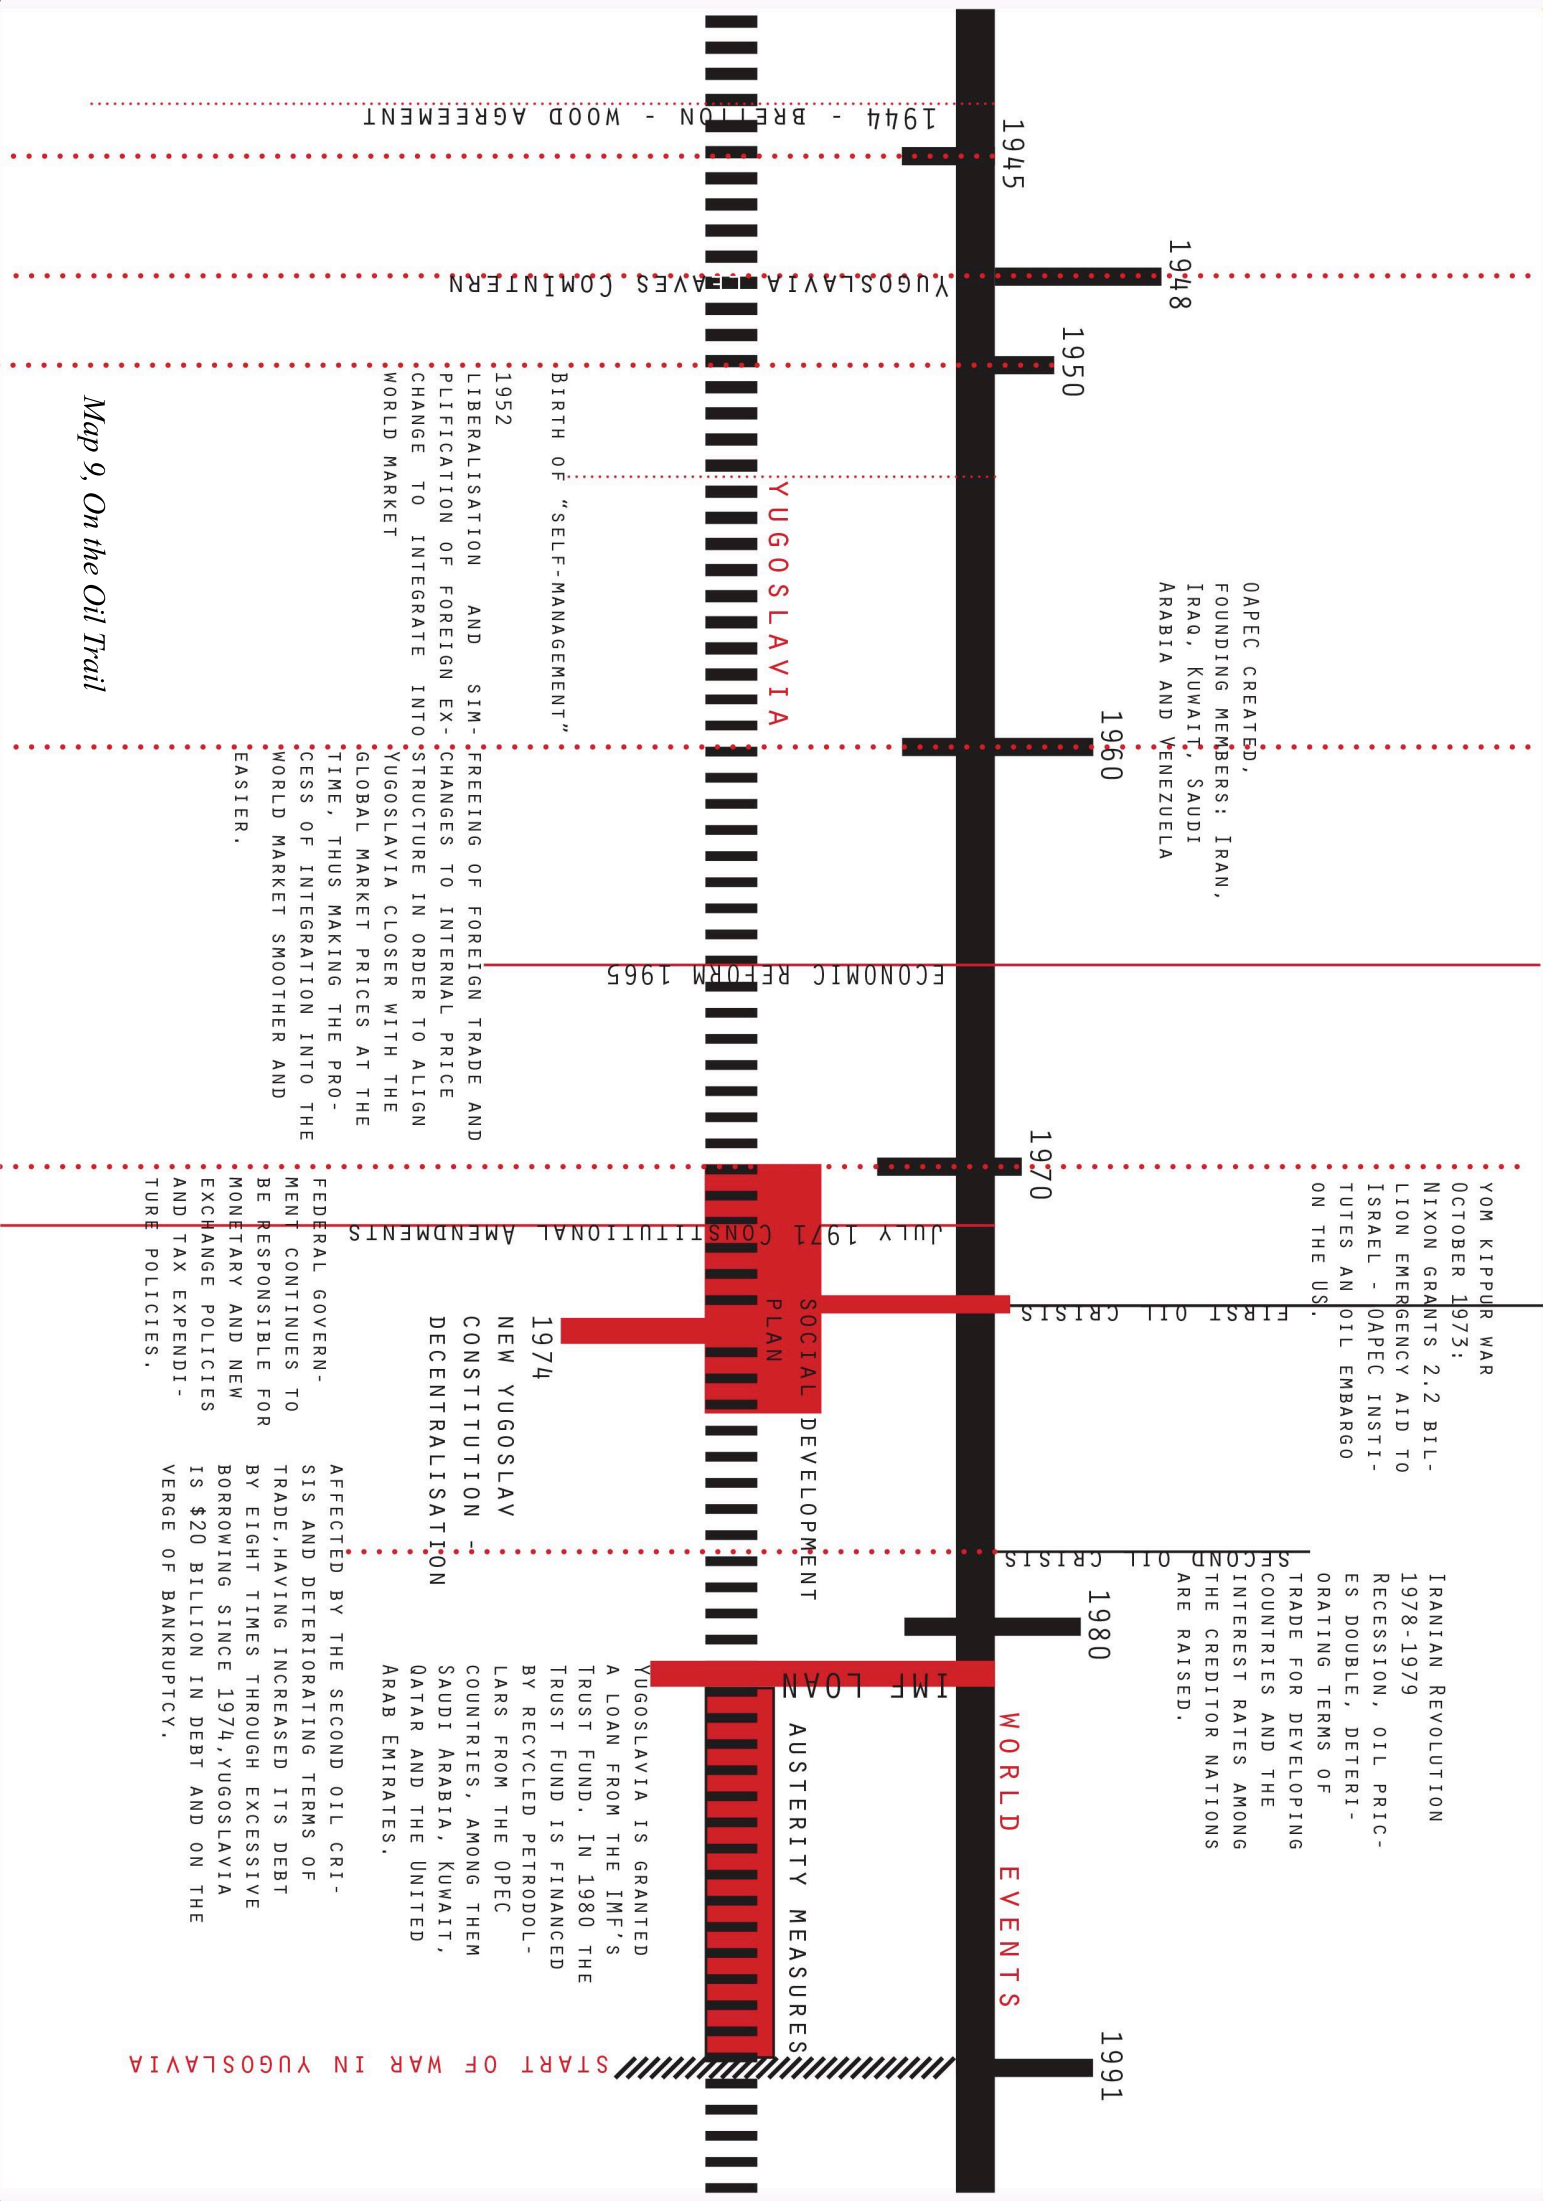 1944 - BRETTON - WOOD AGREEMENT
1945
1948
YUGOSLAVIA LEAVES COMINTERN
1950
BIRTH OF “SELF-MANAGEMENT”
1952
LIBERALISATION AND SIM-
PLIFICATION OF FOREIGN EX-
CHANGE TO INTEGRATE INTO
WORLD MARKET
YUGOSLAVIA
OAPEC CREATED,
FOUNDING MEMBERS: IRAN,
IRAQ, KUWAIT, SAUDI
ARABIA AND VENEZUELA
1960
FREEING OF FOREIGN TRADE AND
CHANGES TO INTERNAL PRICE
STRUCTURE IN ORDER TO ALIGN
YUGOSLAVIA CLOSER WITH THE
GLOBAL MARKET PRICES AT THE
TIME, THUS MAKING THE PRO-
CESS OF INTEGRATION INTO THE
WORLD MARKET SMOOTHER AND
EASIER.
ECONOMIC REFORM 1965
1970
YOM KIPPUR WAR
OCTOBER 1973:
NIXON GRANTS 2.2 BIL-
LION EMERGENCY AID TO
ISRAEL - OAPEC INSTI-
TUTES AN OIL EMBARGO
ON THE US.
JULY 1971 CONSTITUTIONAL AMENDMENTS
FEDERAL GOVERN-
MENT CONTINUES TO
BE RESPONSIBLE FOR
MONETARY AND NEW
EXCHANGE POLICIES
AND TAX EXPENDI-
TURE POLICIES.
FIRST OIL CRISIS
SOCIAL DEVELOPMENT
PLAN
1974
NEW YUGOSLAV
CONSTITUTION -
DECENTRALISATION
SECOND OIL CRISIS
IRANIAN REVOLUTION
1978-1979
RECESSION, OIL PRIC-
ES DOUBLE, DETERI-
ORATING TERMS OF
TRADE FOR DEVELOPING
COUNTRIES AND THE
INTEREST RATES AMONG
THE CREDITOR NATIONS
ARE RAISED.
AFFECTED BY THE SECOND OIL CRI-
SIS AND DETERIORATING TERMS OF
TRADE,HAVING INCREASED ITS DEBT
BY EIGHT TIMES THROUGH EXCESSIVE
BORROWING SINCE 1974,YUGOSLAVIA
IS $20 BILLION IN DEBT AND ON THE
VERGE OF BANKRUPTCY.
1980
IMF LOAN
YUGOSLAVIA IS GRANTED
A LOAN FROM THE IMF’S
TRUST FUND. IN 1980 THE
TRUST FUND IS FINANCED
BY RECYCLED PETRODOL-
LARS FROM THE OPEC
COUNTRIES, AMONG THEM
SAUDI ARABIA, KUWAIT,
QATAR AND THE UNITED
ARAB EMIRATES.
AUSTERITY MEASURES
WORLD EVENTS
1991
START OF WAR IN YUGOSLAVIA
Map 9, On the Oil Trail